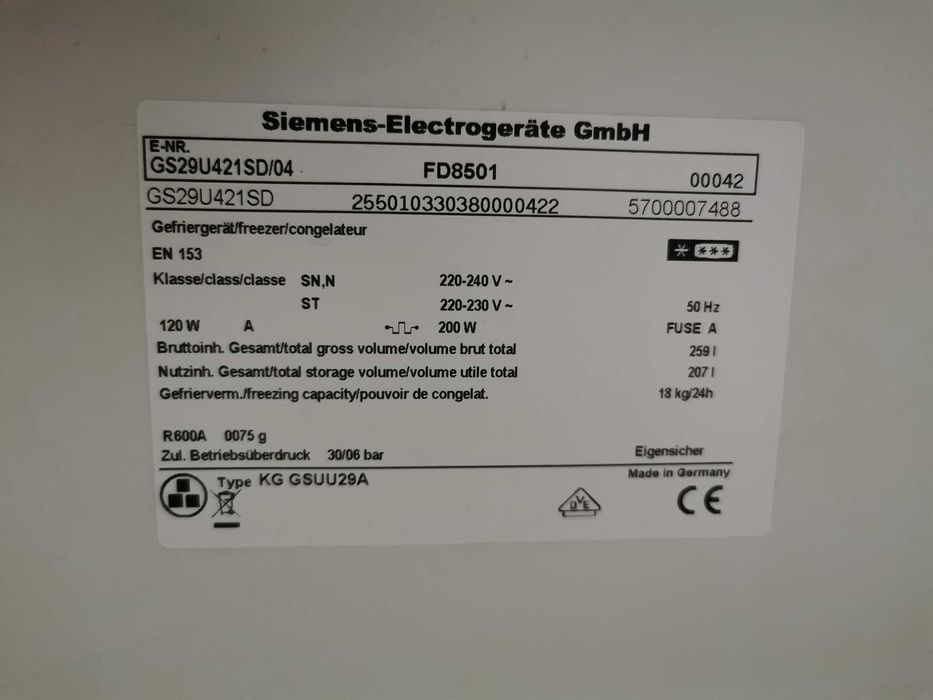 Siemens-Electrogeräte GmbH
E-NR.
GS29U421SD/04 FD8501 00042
GS29U421SD 255010330380000422 5700007488
Gefriergerät/freezer/congelateur
EN 153
Klasse/class/classe SN,N 220-240 V ~
ST 220-230 V ~ 50 Hz
120 W A 200 W FUSE A
Bruttoinh. Gesamt/total gross volume/volume brut total 259 l
Nutzinh. Gesamt/total storage volume/volume utile total 207 l
Gefrierverm./freezing capacity/pouvoir de congelat. 18 kg/24h
R600A 0075 g
Zul. Betriebsüberdruck 30/06 bar Eigensicher
Made in Germany
Type KG GSUU29A
DVE CE